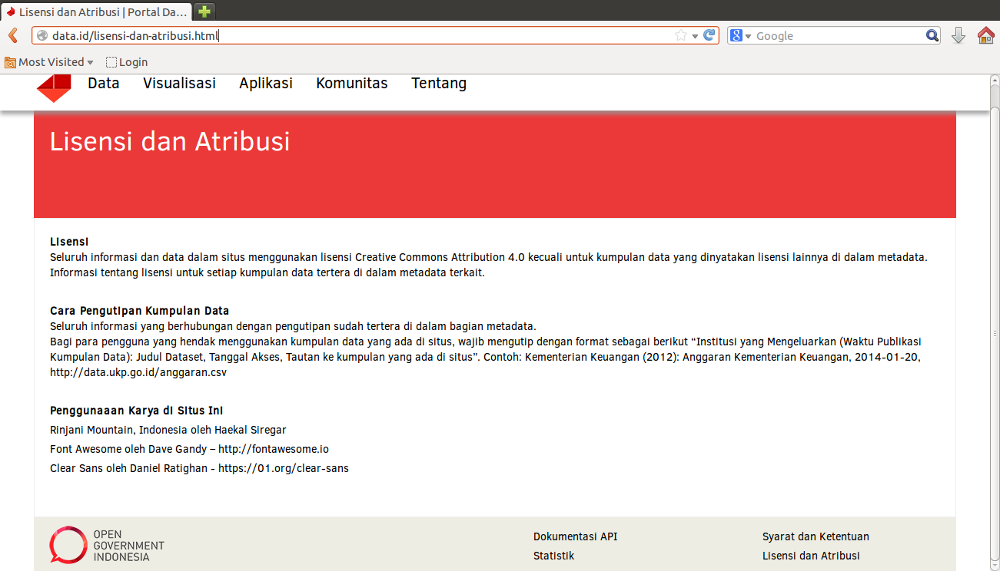 Lisensi dan Atribusi | Portal Da...
data.id/lisensi-dan-atribusi.html
Google
Most Visited
Login
Data
Visualisasi
Aplikasi
Komunitas
Tentang
Lisensi dan Atribusi
Lisensi
Seluruh informasi dan data dalam situs menggunakan lisensi Creative Commons Attribution 4.0 kecuali untuk kumpulan data yang dinyatakan lisensi lainnya di dalam metadata.
Informasi tentang lisensi untuk setiap kumpulan data tertera di dalam metadata terkait.
Cara Pengutipan Kumpulan Data
Seluruh informasi yang berhubungan dengan pengutipan sudah tertera di dalam bagian metadata.
Bagi para pengguna yang hendak menggunakan kumpulan data yang ada di situs, wajib mengutip dengan format sebagai berikut “Institusi yang Mengeluarkan (Waktu Publikasi
Kumpulan Data): Judul Dataset, Tanggal Akses, Tautan ke kumpulan yang ada di situs”. Contoh: Kementerian Keuangan (2012): Anggaran Kementerian Keuangan, 2014-01-20,
http://data.ukp.go.id/anggaran.csv
Penggunaaan Karya di Situs Ini
Rinjani Mountain, Indonesia oleh Haekal Siregar
Font Awesome oleh Dave Gandy – http://fontawesome.io
Clear Sans oleh Daniel Ratighan - https://01.org/clear-sans
OPEN
GOVERNMENT
INDONESIA
Dokumentasi API
Statistik
Syarat dan Ketentuan
Lisensi dan Atribusi